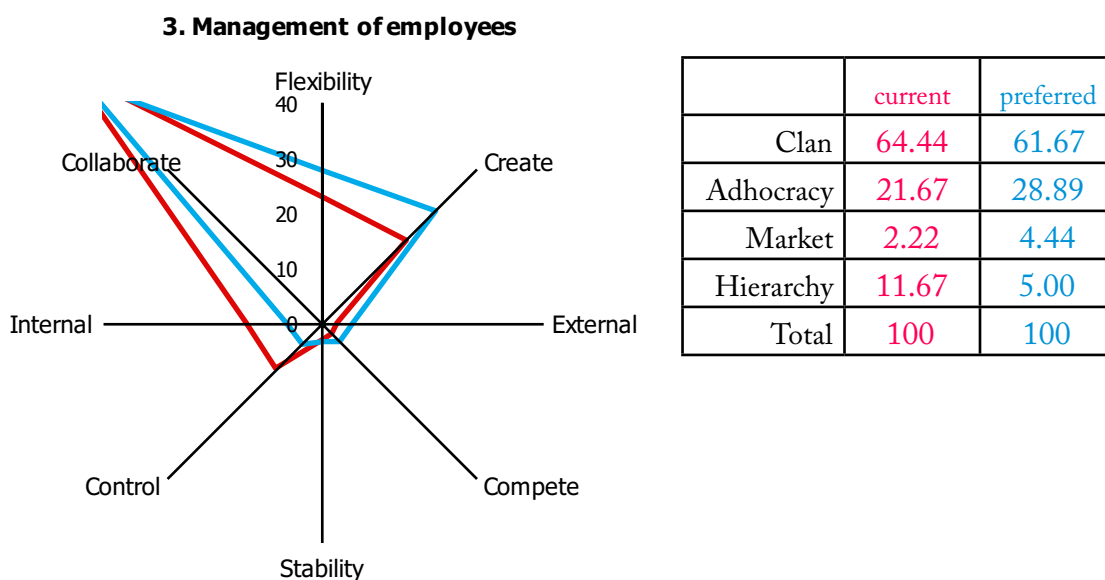 3. Management of employees
Flexibility
40
30
20
10
0
Collaborate
Create
Internal
External
Control
Compete
Stability
current preferred
Clan 64.44 61.67
Adhocracy 21.67 28.89
Market 2.22 4.44
Hierarchy 11.67 5.00
Total 100 100